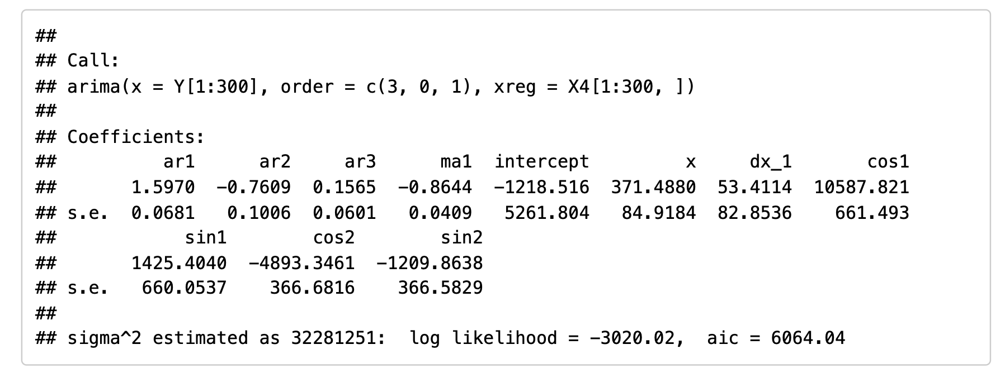 ##
## Call:
## arima(x = Y[1:300], order = c(3, 0, 1), xreg = X4[1:300, ])
##
## Coefficients:
##          ar1      ar2     ar3      ma1  intercept         x     dx_1       cos1
##       1.5970  -0.7609  0.1565  -0.8644  -1218.516  371.4880  53.4114  10587.821
## s.e.  0.0681   0.1006  0.0601   0.0409   5261.804   84.9184  82.8536    661.493
##            sin1        cos2        sin2
##       1425.4040  -4893.3461  -1209.8638
## s.e.   660.0537    366.6816    366.5829
##
## sigma^2 estimated as 32281251:  log likelihood = -3020.02,  aic = 6064.04